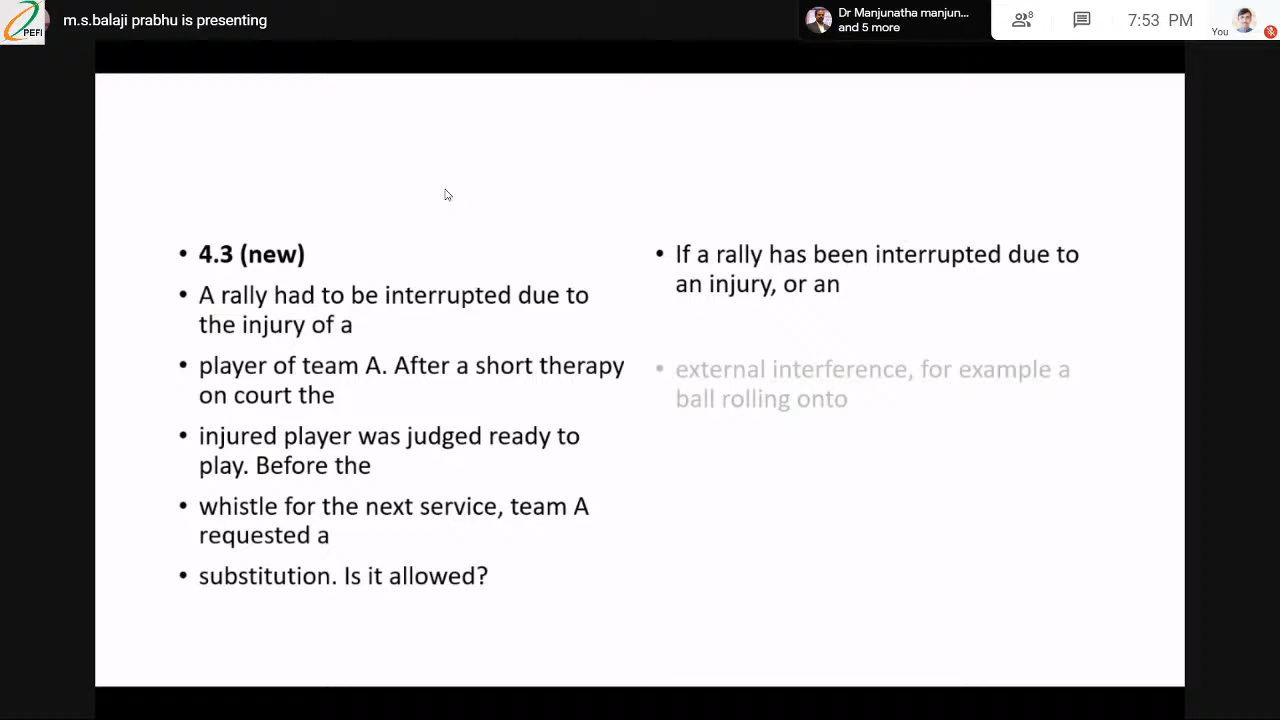 PEFI
m.s.balaji prabhu is presenting
Dr Manjunatha manjun...
and 5 more
8
7:53 PM
You
• 4.3 (new)
• A rally had to be interrupted due to
the injury of a
• player of team A. After a short therapy
on court the
• injured player was judged ready to
play. Before the
• whistle for the next service, team A
requested a
• substitution. Is it allowed?
• If a rally has been interrupted due to
an injury, or an
• external interference, for example a
ball rolling onto